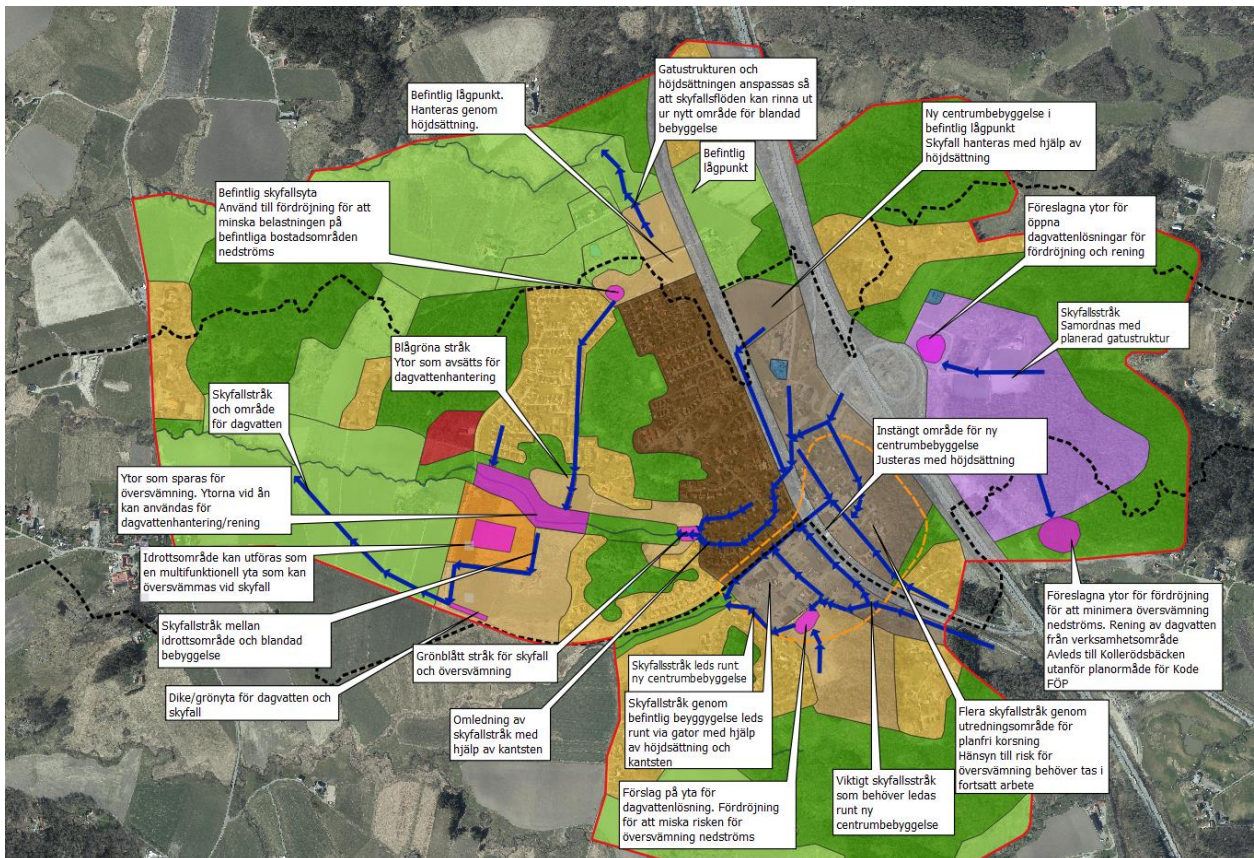 Gatustrukturen och
höjdsättningen anspassas så
att skyfallsflöden kan rinna ut
ur nytt område för blandad
bebyggelse
Befintlig lågpunkt.
Hanteras genom
höjdsättning.
Ny centrumbebyggelse i
befintlig lågpunkt
Skyfall hanteras med hjälp av
höjdsättning
Befintlig
lågpunkt
Befintlig skyfallsyta
Använd till fördröjning för att
minska belastningen på
befintliga bostadsområden
nedströms
Föreslagna ytor för
öppna
dagvattenlösningar för
fördröjning och rening
Skyfallsstråk
Samordnas med
planerad gatustruktur
Blågröna stråk
Ytor som avsätts för
dagvattenhantering
Skyfallstråk
och område
för dagvatten
Instängt område för ny
centrumbebyggelse
Justeras med höjdsättning
Ytor som sparas för
översvämning. Ytorna vid ån
kan användas för
dagvattenhantering/rening
Idrottsområde kan utföras som
en multifunktionell yta som kan
översvämmas vid skyfall
Föreslagna ytor för fördröjning
för att minimera översvämning
nedströms. Rening av dagvatten
från verksamhetsområde
Avleds till Kollerödsbäcken
utanför planormåde för Kode
FÖP
Skyfallstråk mellan
idrottsområde och blandad
bebyggelse
Grönblått stråk för skyfall
och översvämning
Skyfallsstråk leds runt
ny centrumbebyggelse
Dike/grönyta för dagvatten och
skyfall
Omledning av
skyfallstråk med
hjälp av kantsten
Skyfallstråk genom
befintlig beyggygelse leds
runt via gator med hjälp
av höjdsättning och
kantsten
Flera skyfallstråk genom
utredningsområde för
planfri korsning
Hänsyn till risk för
översvämning behöver tas i
fortsatt arbete
Förslag på yta för
dagvattenlösning. Fördröjning
för att miska risken för
översvämning nedströms
Viktigt skyfallsstråk
som behöver ledas
runt ny
centrumbebyggelse